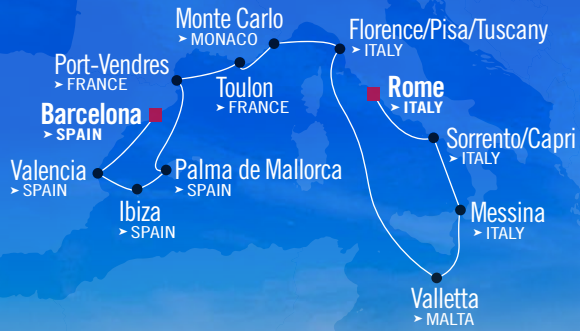 Monte Carlo
➤ MONACO
Florence/Pisa/Tuscany
➤ ITALY
Port-Vendres
➤ FRANCE
Toulon
➤ FRANCE
Rome
➤ ITALY
Barcelona
➤ SPAIN
Sorrento/Capri
➤ ITALY
Valencia
➤ SPAIN
Palma de Mallorca
➤ SPAIN
Ibiza
➤ SPAIN
Messina
➤ ITALY
Valletta
➤ MALTA